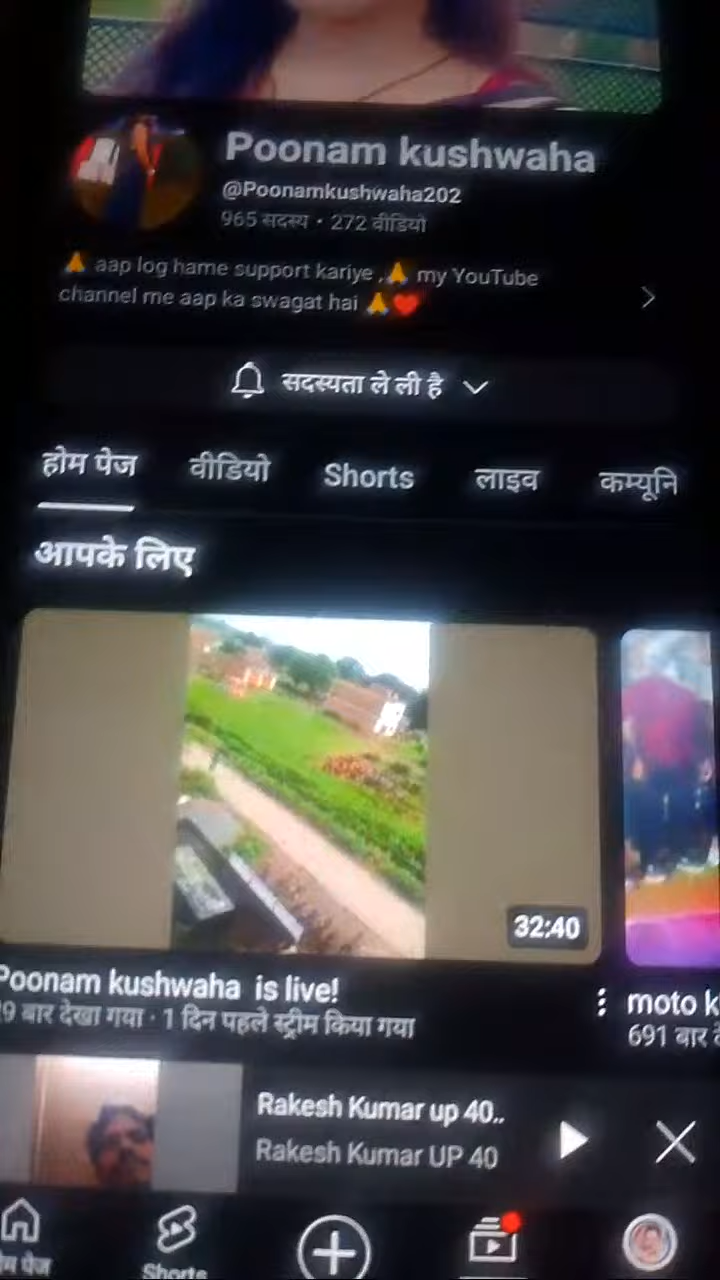 Poonam kushwaha
@Poonamkushwaha202
965 सदस्य · 272 वीडियो
🙏 aap log hame support kariye ,🙏 my YouTube
channel me aap ka swagat hai 🙏❤️
सदस्यता ले ली है
होम पेज वीडियो Shorts लाइव कम्यूनि
आपके लिए
32:40
Poonam kushwaha is live!
9 बार देखा गया · 1 दिन पहले स्ट्रीम किया गया
moto k
691 बार
Rakesh Kumar up 40..
Rakesh Kumar UP 40
म पेज
Shorts